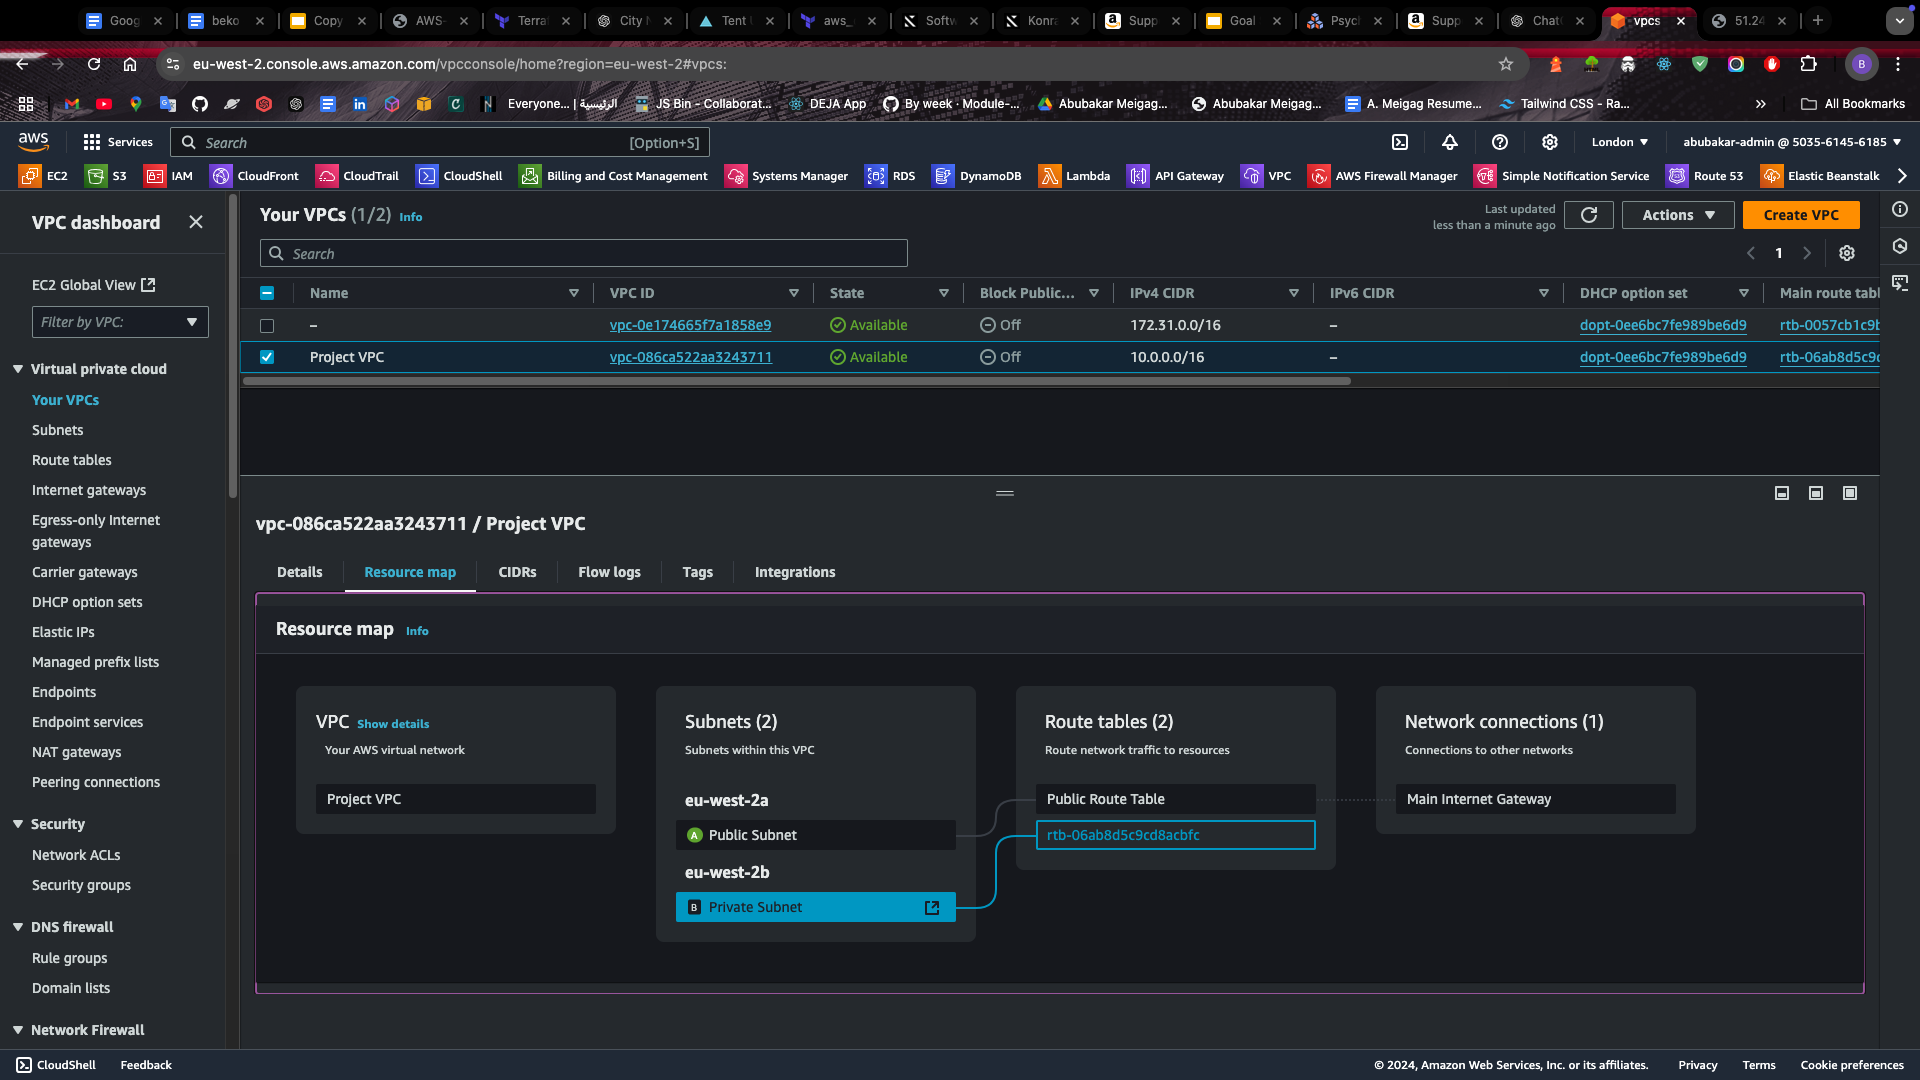 Goog
beko
Copy
AWS-
Terra
City
Tent
aws_
Softw
Konra
Supp
Goal
Psych
Supp
Chat
vpcs
51.24
eu-west-2.console.aws.amazon.com/vpcconsole/home?region=eu-west-2#vpcs:
B
Everyone... | الرئيسية
JS Bin - Collaborat...
DEJA App
By week · Module-...
Abubakar Meigag...
Abubakar Meigag...
A. Meigag Resume...
Tailwind CSS - Ra...
All Bookmarks
aws
Services
Search
[Option+S]
London
abubakar-admin @ 5035-6145-6185
EC2
S3
IAM
CloudFront
CloudTrail
CloudShell
Billing and Cost Management
Systems Manager
RDS
DynamoDB
Lambda
API Gateway
VPC
AWS Firewall Manager
Simple Notification Service
Route 53
Elastic Beanstalk
VPC dashboard
EC2 Global View
Filter by VPC:
Virtual private cloud
Your VPCs
Subnets
Route tables
Internet gateways
Egress-only Internet
gateways
Carrier gateways
DHCP option sets
Elastic IPs
Managed prefix lists
Endpoints
Endpoint services
NAT gateways
Peering connections
Security
Network ACLs
Security groups
DNS firewall
Rule groups
Domain lists
Network Firewall
Your VPCs (1/2) Info
Last updated
less than a minute ago
Actions
Create VPC
Search
1
Name VPC ID State Block Public... IPv4 CIDR IPv6 CIDR DHCP option set Main route tabl
– vpc-0e174665f7a1858e9 Available Off 172.31.0.0/16 – dopt-0ee6bc7fe989be6d9 rtb-0057cb1c9b
Project VPC vpc-086ca522aa3243711 Available Off 10.0.0.0/16 – dopt-0ee6bc7fe989be6d9 rtb-06ab8d5c9c
vpc-086ca522aa3243711 / Project VPC
Details
Resource map
CIDRs
Flow logs
Tags
Integrations
Resource map Info
VPC Show details
Your AWS virtual network
Project VPC
Subnets (2)
Subnets within this VPC
eu-west-2a
A Public Subnet
eu-west-2b
B Private Subnet
Route tables (2)
Route network traffic to resources
Public Route Table
rtb-06ab8d5c9cd8acbfc
Network connections (1)
Connections to other networks
Main Internet Gateway
CloudShell
Feedback
© 2024, Amazon Web Services, Inc. or its affiliates.
Privacy
Terms
Cookie preferences